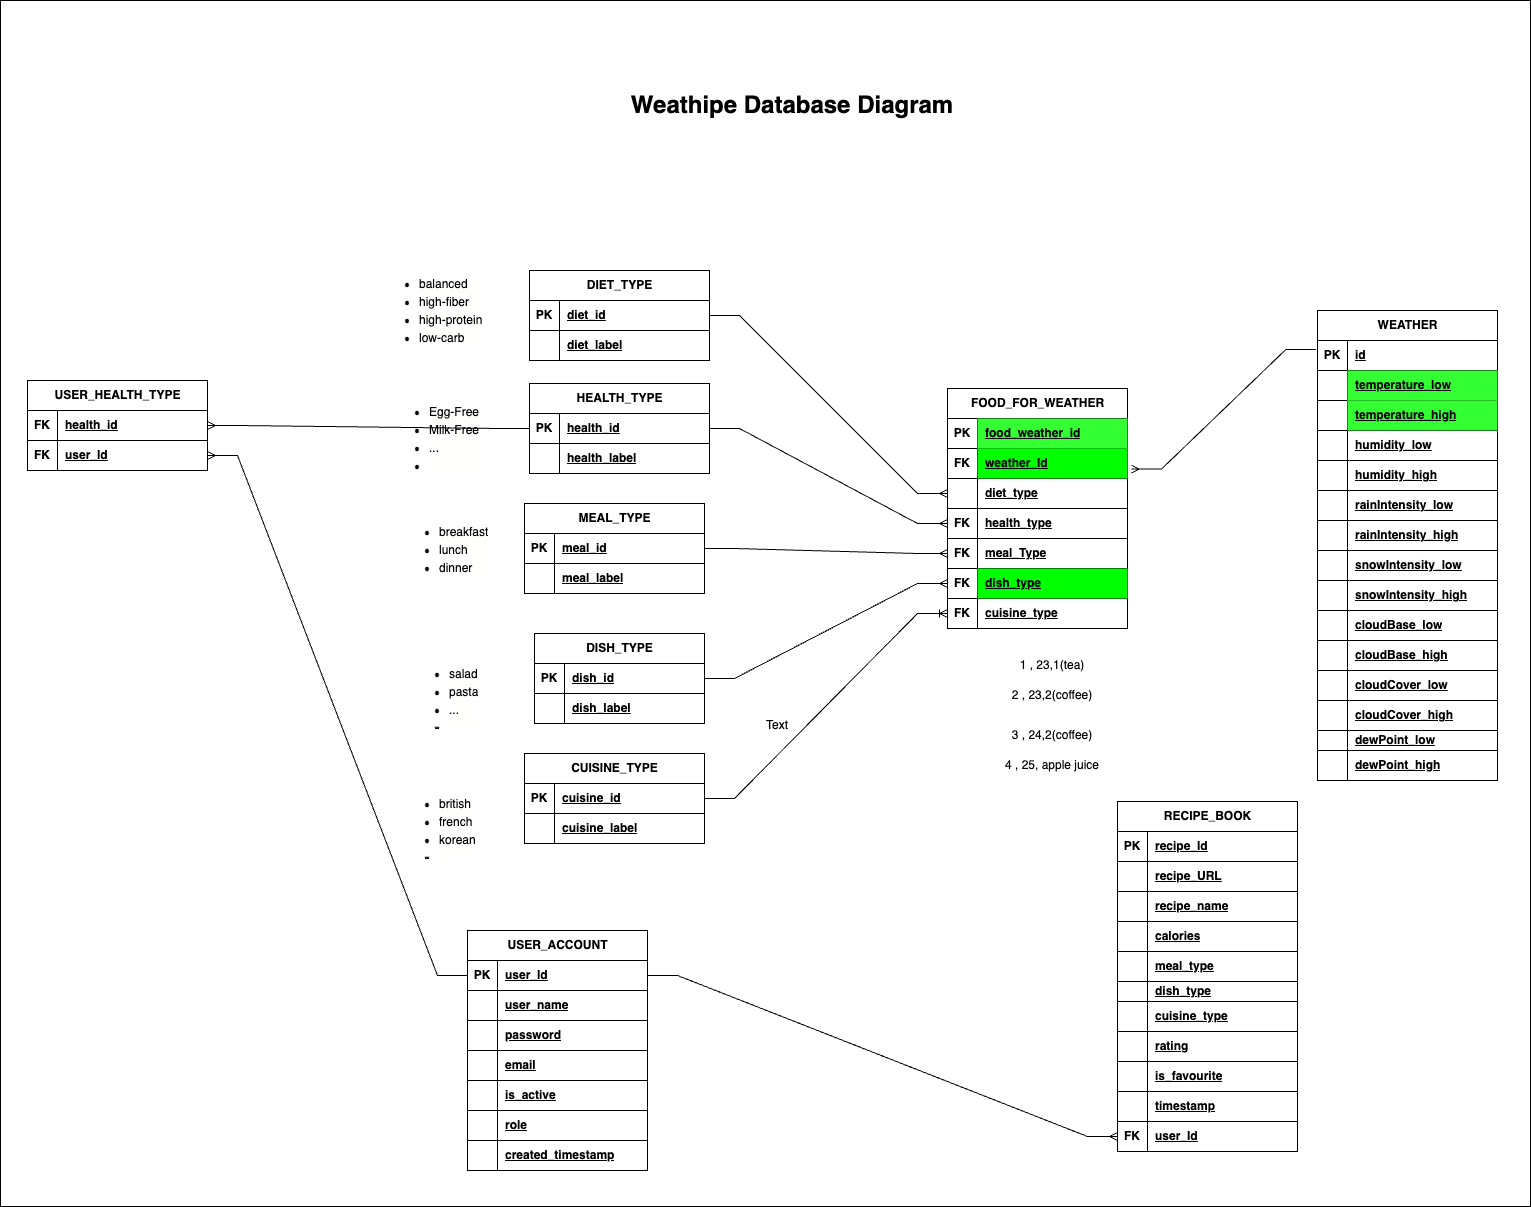 Weathipe Database Diagram
balanced
high-fiber
high-protein
low-carb
DIET_TYPE
PK diet_id
diet_label
USER_HEALTH_TYPE
FK health_id
FK user_Id
Egg-Free
Milk-Free
...
HEALTH_TYPE
PK health_id
health_label
breakfast
lunch
dinner
MEAL_TYPE
PK meal_id
meal_label
salad
pasta
...
DISH_TYPE
PK dish_id
dish_label
Text
british
french
korean
CUISINE_TYPE
PK cuisine_id
cuisine_label
FOOD_FOR_WEATHER
PK food_weather_id
FK weather_Id
diet_type
FK health_type
FK meal_Type
FK dish_type
FK cuisine_type
1 , 23,1(tea)
2 , 23,2(coffee)
3 , 24,2(coffee)
4 , 25, apple juice
WEATHER
PK id
temperature_low
temperature_high
humidity_low
humidity_high
rainIntensity_low
rainIntensity_high
snowIntensity_low
snowIntensity_high
cloudBase_low
cloudBase_high
cloudCover_low
cloudCover_high
dewPoint_low
dewPoint_high
USER_ACCOUNT
PK user_Id
user_name
password
email
is_active
role
created_timestamp
RECIPE_BOOK
PK recipe_Id
recipe_URL
recipe_name
calories
meal_type
dish_type
cuisine_type
rating
is_favourite
timestamp
FK user_Id